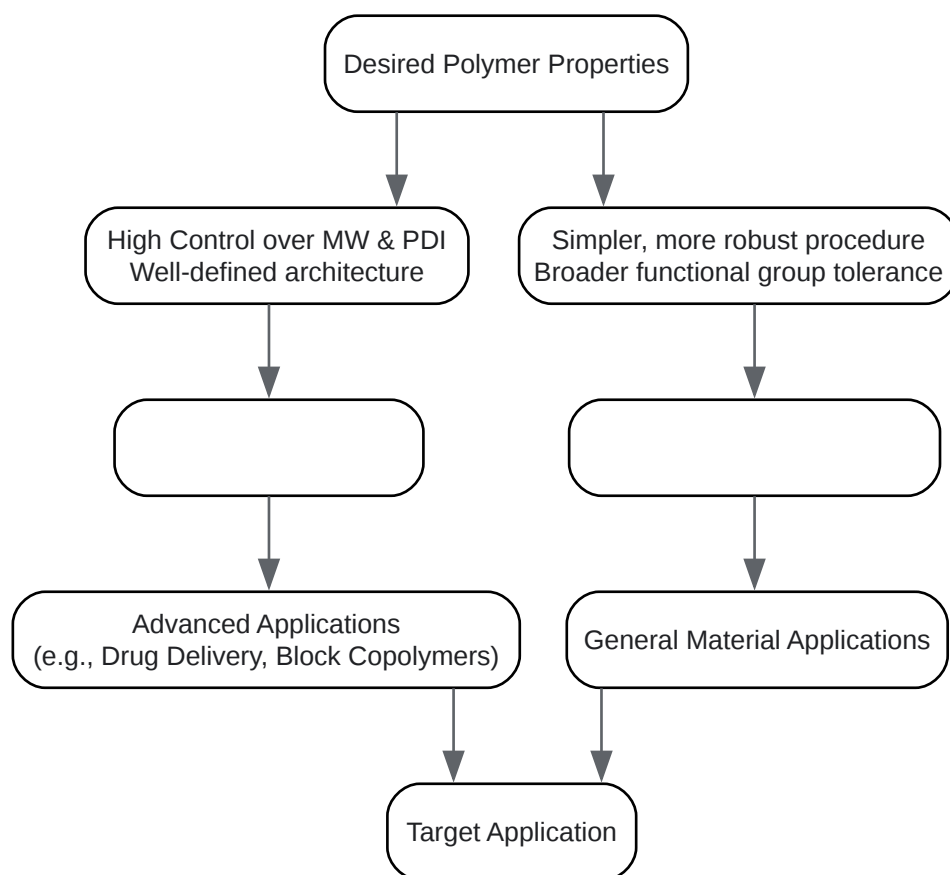 Desired Polymer Properties
High Control over MW & PDI
Well-defined architecture
Simpler, more robust procedure
Broader functional group tolerance
Advanced Applications
(e.g., Drug Delivery, Block Copolymers)
General Material Applications
Target Application